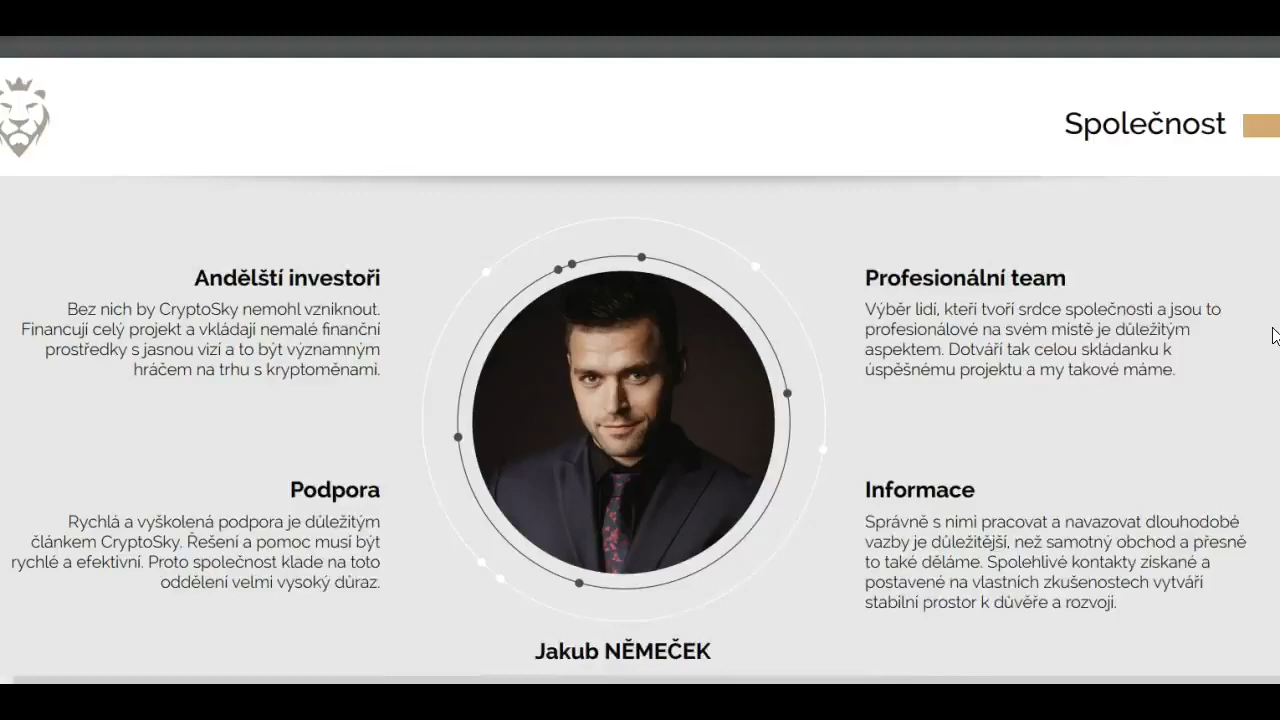 Společnost
Andělští investoři
Bez nich by CryptoSky nemohl vzniknout.
Financují celý projekt a vkládají nemalé finanční
prostředky s jasnou vizí a to být významným
hráčem na trhu s kryptoměnami.
Profesionální team
Výběr lidí, kteří tvoří srdce společnosti a jsou to
profesionálové na svém místě je důležitým
aspektem. Dotváří tak celou skládanku k
úspěšnému projektu a my takové máme.
Podpora
Rychlá a vyškolená podpora je důležitým
článkem CryptoSky. Řešení a pomoc musí být
rychlé a efektivní. Proto společnost klade na toto
oddělení velmi vysoký důraz.
Informace
Správně s nimi pracovat a navazovat dlouhodobé
vazby je důležitější, než samotný obchod a přesně
to také děláme. Spolehlivé kontakty získané a
postavené na vlastních zkušenostech vytváří
stabilní prostor k důvěře a rozvoji.
Jakub NĚMEČEK